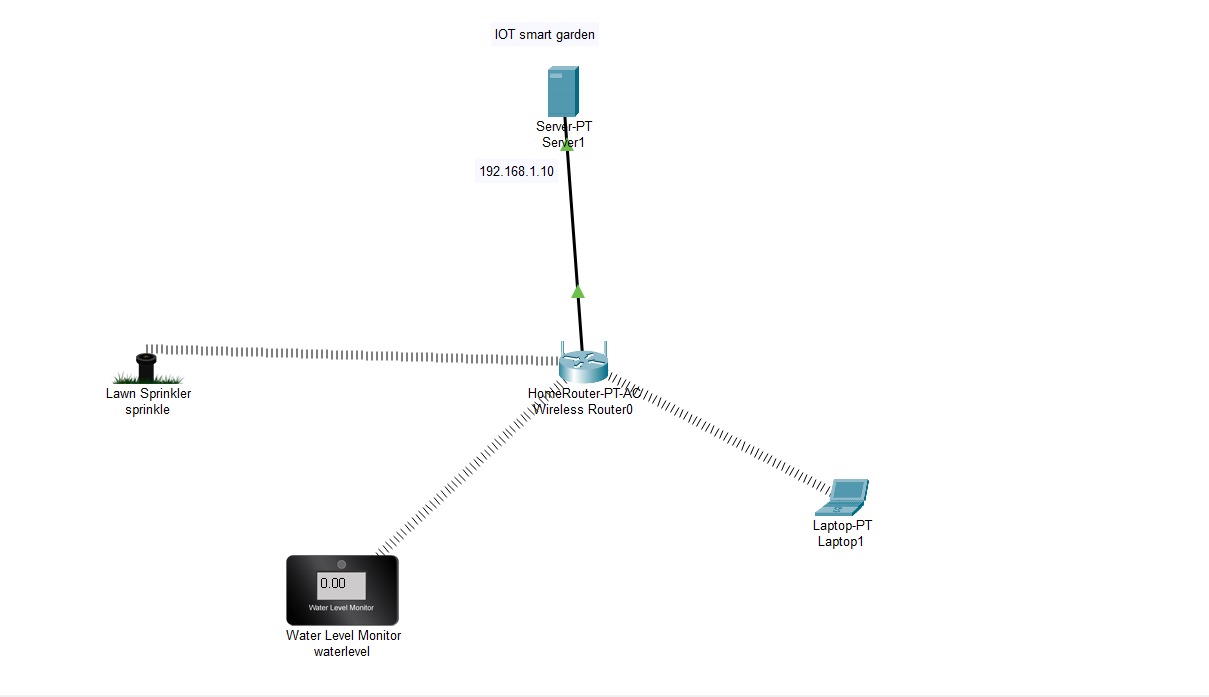 IOT smart garden
Server-PT
Server1
192.168.1.10
Lawn Sprinkler
sprinkle
HomeRouter-PT-AC
Wireless Router0
Laptop-PT
Laptop1
0.00
Water Level Monitor
Water Level Monitor
waterlevel